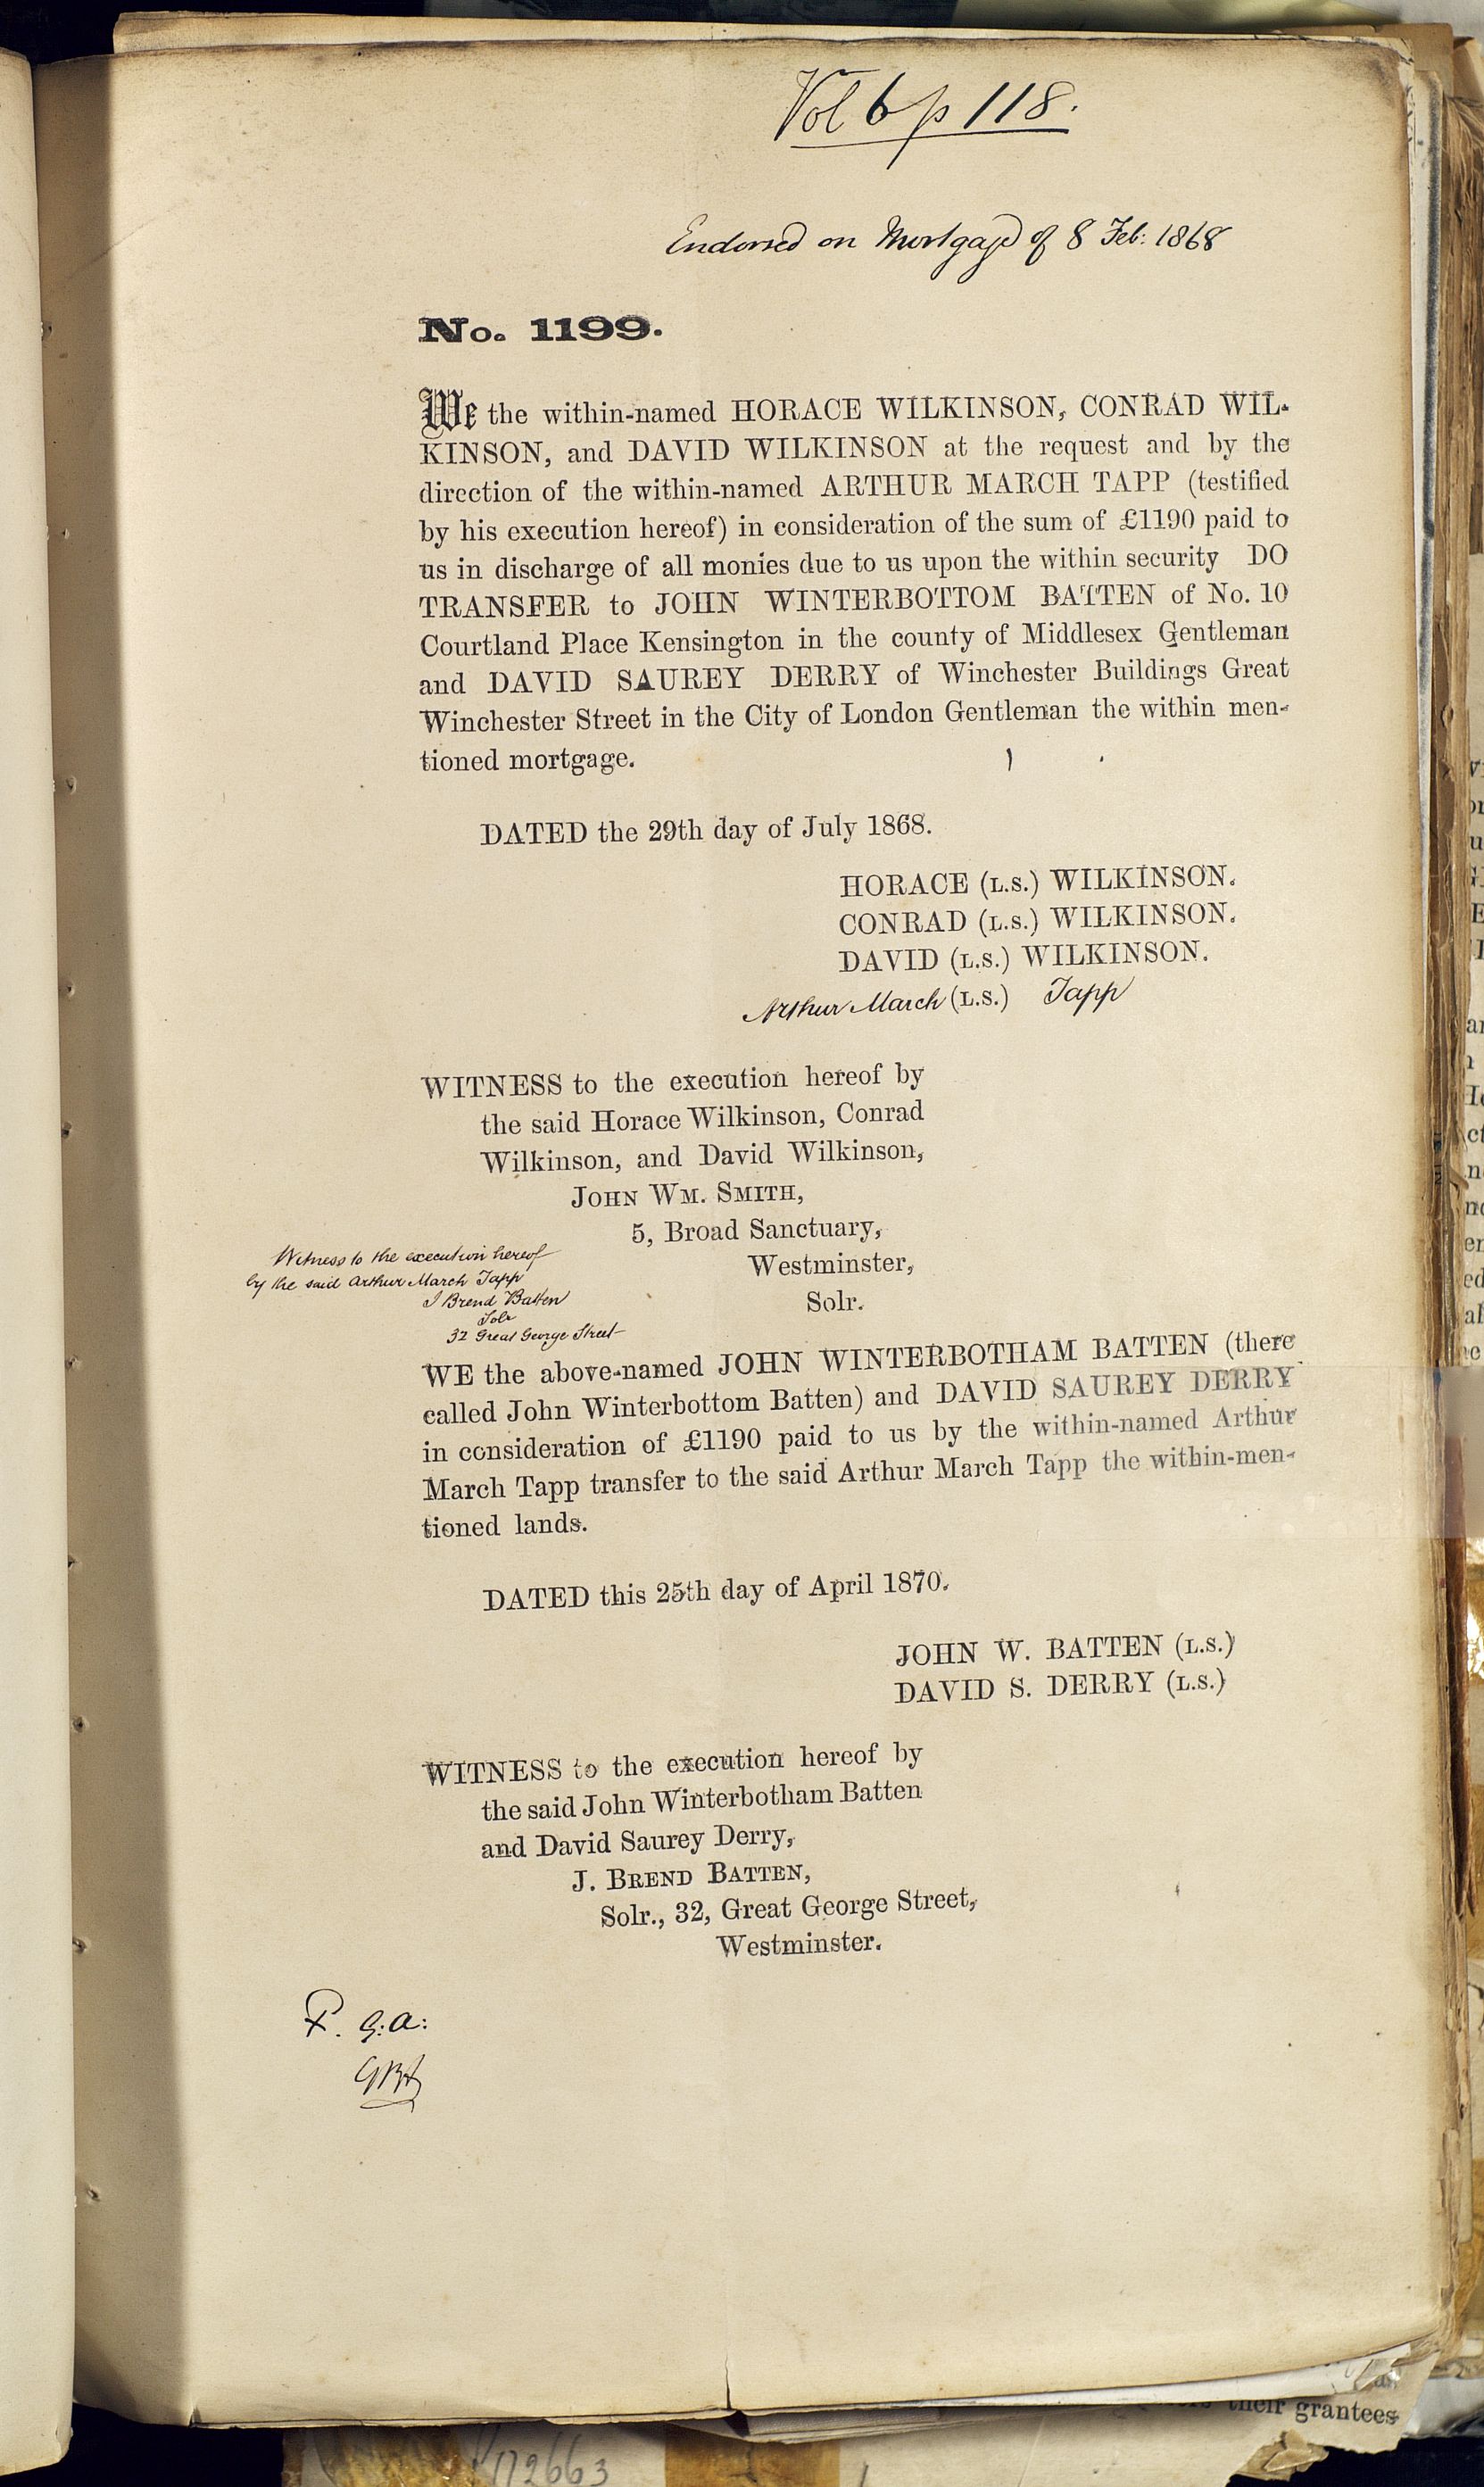 Vol 6 p 118.
Endorsed on Mortgage of 8 Feb: 1868
No. 1199.
We the within-named HORACE WILKINSON, CONRAD WIL-
KINSON, and DAVID WILKINSON at the request and by the
direction of the within-named ARTHUR MARCH TAPP (testified
by his execution hereof) in consideration of the sum of £1190 paid to
us in discharge of all monies due to us upon the within security DO
TRANSFER to JOHN WINTERBOTTOM BATTEN of No. 10
Courtland Place Kensington in the county of Middlesex Gentleman
and DAVID SAUREY DERRY of Winchester Buildings Great
Winchester Street in the City of London Gentleman the within men-
tioned mortgage.
DATED the 29th day of July 1868.
HORACE (L.S.) WILKINSON.
CONRAD (L.S.) WILKINSON.
DAVID (L.S.) WILKINSON.
Arthur March (L.S.) Tapp
WITNESS to the execution hereof by
the said Horace Wilkinson, Conrad
Wilkinson, and David Wilkinson,
JOHN WM. SMITH,
5, Broad Sanctuary,
Westminster,
Solr.
Witness to the execution hereof
by the said Arthur March Tapp
J Brend Batten
Solr
32 Great George Street
WE the above-named JOHN WINTERBOTHAM BATTEN (there
called John Winterbottom Batten) and DAVID SAUREY DERRY
in consideration of £1190 paid to us by the within-named Arthur
March Tapp transfer to the said Arthur March Tapp the within-men-
tioned lands.
DATED this 25th day of April 1870.
JOHN W. BATTEN (L.S.)
DAVID S. DERRY (L.S.)
WITNESS to the execution hereof by
the said John Winterbotham Batten
and David Saurey Derry,
J. BREND BATTEN,
Solr., 32, Great George Street,
Westminster.
their grantees
172663